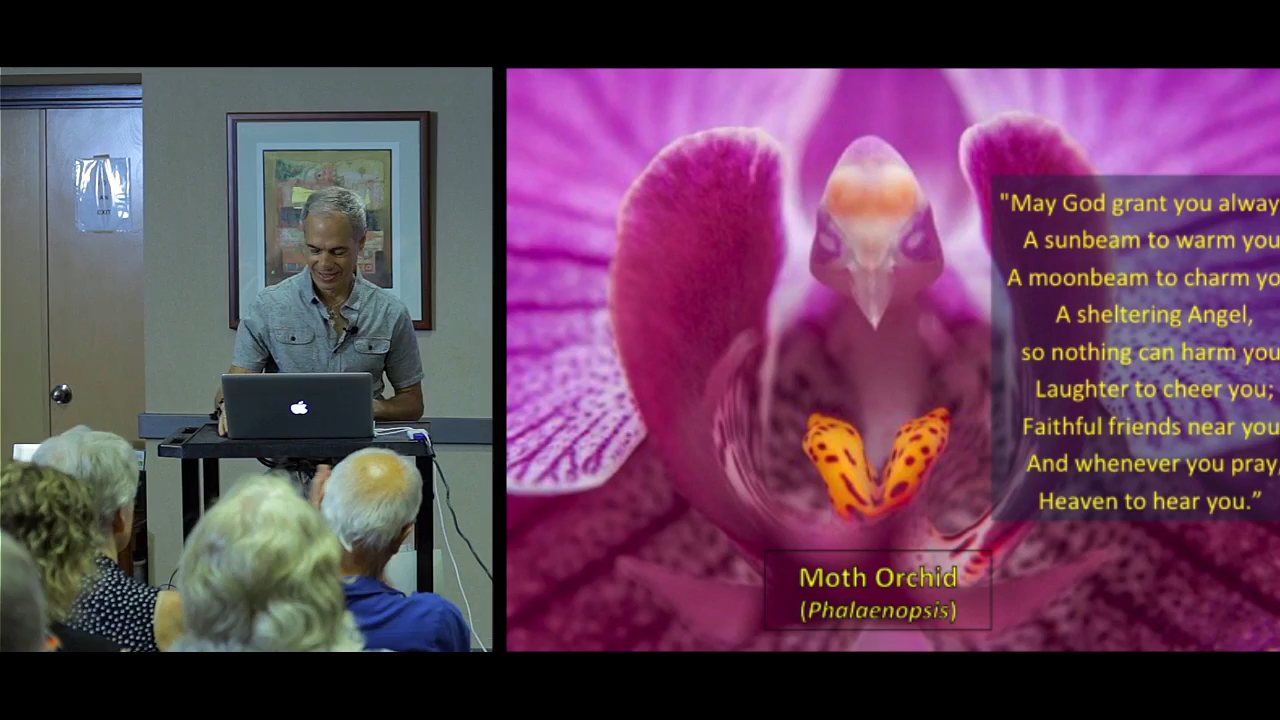 EXIT
"May God grant you alway
A sunbeam to warm you
A moonbeam to charm yo
A sheltering Angel,
so nothing can harm you
Laughter to cheer you;
Faithful friends near you
And whenever you pray,
Heaven to hear you.”
Moth Orchid
(Phalaenopsis)